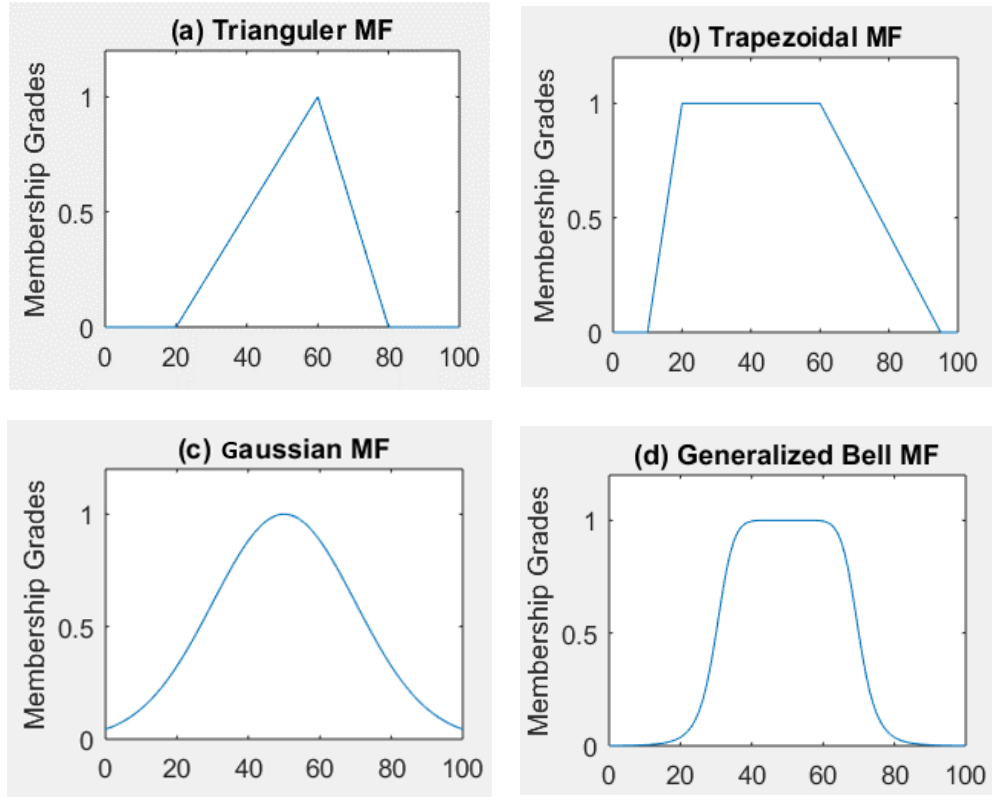 (a) Trianguler MF
Membership Grades
1
0.5
0
0 20 40 60 80 100
(b) Trapezoidal MF
Membership Grades
1
0.5
0
0 20 40 60 80 100
(c) Gaussian MF
Membership Grades
1
0.5
0
0 20 40 60 80 100
(d) Generalized Bell MF
Membership Grades
1
0.5
0
0 20 40 60 80 100